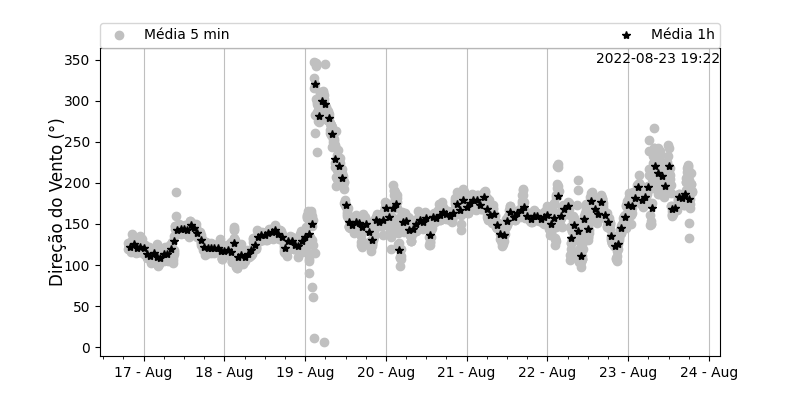 Média 5 min
Média 1h
2022-08-23 19:22
Direção do Vento (°)
350
300
250
200
150
100
50
0
17 - Aug
18 - Aug
19 - Aug
20 - Aug
21 - Aug
22 - Aug
23 - Aug
24 - Aug